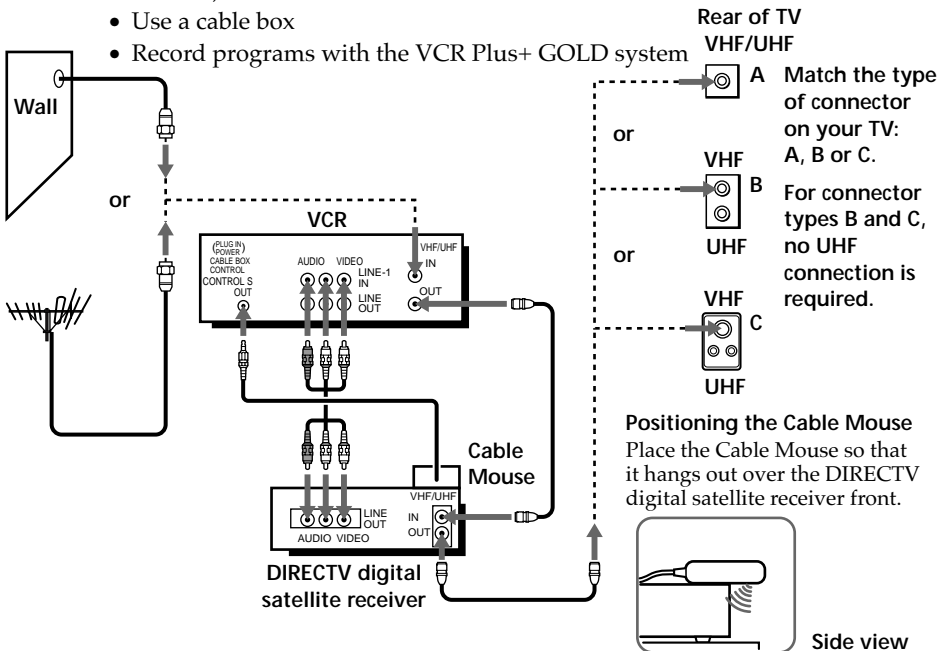 • Use a cable box
• Record programs with the VCR Plus+ GOLD system
Rear of TV
VHF/UHF
A
Match the type
of connector
on your TV:
A, B or C.
Wall
or
or
VHF
B
UHF
For connector
types B and C,
no UHF
connection is
required.
or
VHF
C
UHF
VCR
(PLUG IN
POWER)
CABLE BOX
CONTROL
CONTROL S
OUT
AUDIO VIDEO
LINE-1
IN
LINE
OUT
VHF/UHF
IN
OUT
Cable
Mouse
VHF/UHF
IN
OUT
LINE
OUT
AUDIO VIDEO
DIRECTV digital
satellite receiver
Positioning the Cable Mouse
Place the Cable Mouse so that
it hangs out over the DIRECTV
digital satellite receiver front.
Side view